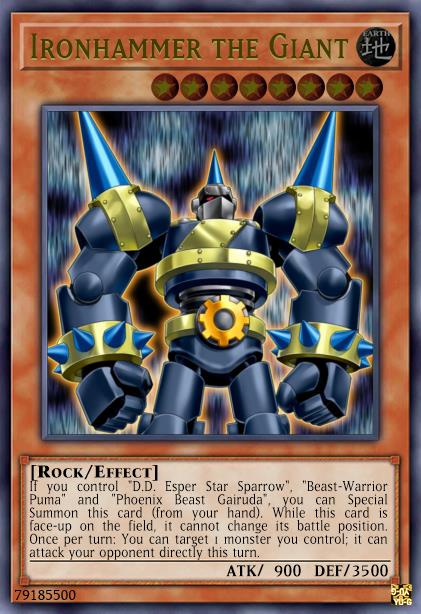 IRONHAMMER THE GIANT
EARTH
地
[ROCK/EFFECT]
If you control "D.D. Esper Star Sparrow", "Beast-Warrior
Puma" and "Phoenix Beast Gairuda", you can Special
Summon this card (from your hand). While this card is
face-up on the field, it cannot change its battle position.
Once per turn: You can target 1 monster you control; it can
attack your opponent directly this turn.
ATK/ 900 DEF/3500
79185500